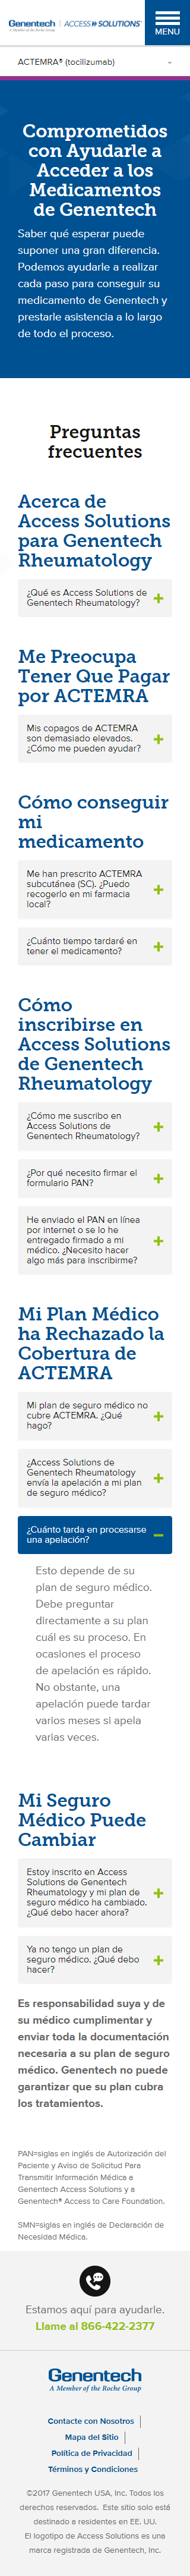 Genentech | ACCESS SOLUTIONS®
A Member of the Roche Group
MENU
ACTEMRA® (tocilizumab)
Comprometidos
con Ayudarle a
Acceder a los
Medicamentos
de Genentech
Saber qué esperar puede
suponer una gran diferencia.
Podemos ayudarle a realizar
cada paso para conseguir su
medicamento de Genentech y
prestarle asistencia a lo largo
de todo el proceso.
Preguntas
frecuentes
Acerca de
Access Solutions
para Genentech
Rheumatology
¿Qué es Access Solutions de
Genentech Rheumatology?
Me Preocupa
Tener Que Pagar
por ACTEMRA
Mis copagos de ACTEMRA
son demasiado elevados.
¿Cómo me pueden ayudar?
Cómo conseguir
mi
medicamento
Me han prescrito ACTEMRA
subcutánea (SC). ¿Puedo
recogerlo en mi farmacia
local?
¿Cuánto tiempo tardaré en
tener el medicamento?
Cómo
inscribirse en
Access Solutions
de Genentech
Rheumatology
¿Cómo me suscribo en
Access Solutions de
Genentech Rheumatology?
¿Por qué necesito firmar el
formulario PAN?
He enviado el PAN en línea
por internet o se lo he
entregado firmado a mi
médico. ¿Necesito hacer
algo más para inscribirme?
Mi Plan Médico
ha Rechazado la
Cobertura de
ACTEMRA
Mi plan de seguro médico no
cubre ACTEMRA. ¿Qué
hago?
¿Access Solutions de
Genentech Rheumatology
envía la apelación a mi plan
de seguro médico?
¿Cuánto tarda en procesarse
una apelación?
Esto depende de su
plan de seguro médico.
Debe preguntar
directamente a su plan
cuál es su proceso. En
ocasiones el proceso
de apelación es rápido.
No obstante, una
apelación puede tardar
varios meses si apela
varias veces.
Mi Seguro
Médico Puede
Cambiar
Estoy inscrito en Access
Solutions de Genentech
Rheumatology y mi plan de
seguro médico ha cambiado.
¿Qué debo hacer ahora?
Ya no tengo un plan de
seguro médico. ¿Qué debo
hacer?
Es responsabilidad suya y de
su médico cumplimentar y
enviar toda la documentación
necesaria a su plan de seguro
médico. Genentech no puede
garantizar que su plan cubra
los tratamientos.
PAN=siglas en inglés de Autorización del
Paciente y Aviso de Solicitud Para
Transmitir Información Médica a
Genentech Access Solutions y a
Genentech® Access to Care Foundation.
SMN=siglas en inglés de Declaración de
Necesidad Médica.
Estamos aquí para ayudarle.
Llame al 866-422-2377
Genentech
A Member of the Roche Group
Contacte con Nosotros
Mapa del Sitio
Política de Privacidad
Términos y Condiciones
©2017 Genentech USA, Inc. Todos los
derechos reservados. Este sitio solo está
destinado a residentes en EE. UU.
El logotipo de Access Solutions es una
marca registrada de Genentech, Inc.